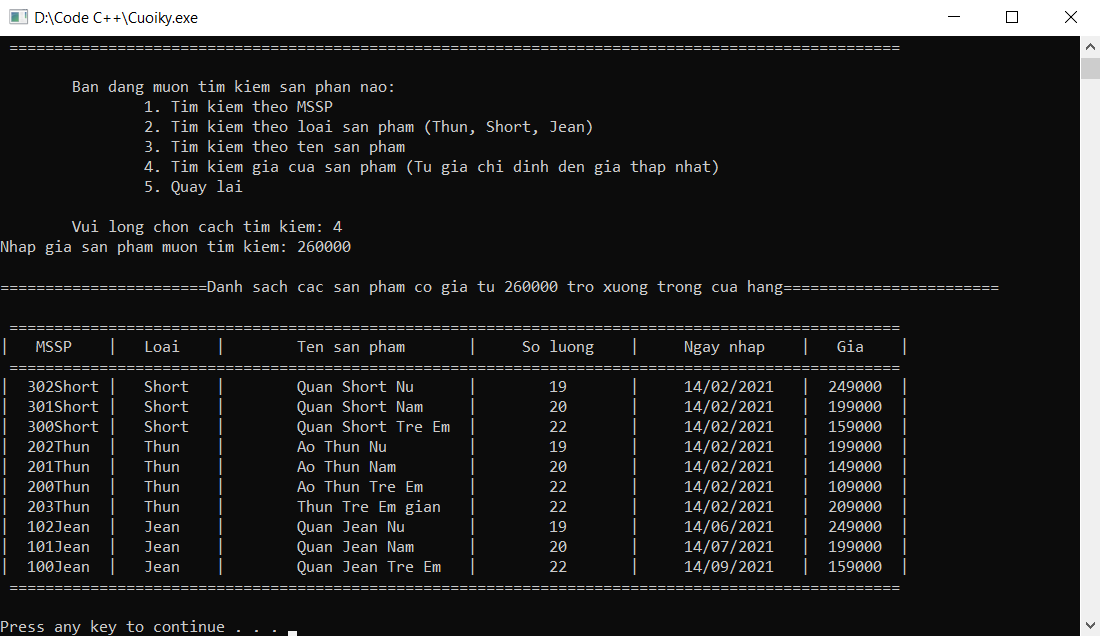 D:\Code C++\Cuoiky.exe
===================================================================================================
Ban dang muon tim kiem san phan nao:
1. Tim kiem theo MSSP
2. Tim kiem theo loai san pham (Thun, Short, Jean)
3. Tim kiem theo ten san pham
4. Tim kiem gia cua san pham (Tu gia chi dinh den gia thap nhat)
5. Quay lai
Vui long chon cach tim kiem: 4
Nhap gia san pham muon tim kiem: 260000
=======================Danh sach cac san pham co gia tu 260000 tro xuong trong cua hang========================
===================================================================================================
|   MSSP    |   Loai    |        Ten san pham       |     So luong    |     Ngay nhap    |   Gia    |
===================================================================================================
|  302Short |   Short   |        Quan Short Nu      |        19       |     14/02/2021   |  249000  |
|  301Short |   Short   |        Quan Short Nam     |        20       |     14/02/2021   |  199000  |
|  300Short |   Short   |        Quan Short Tre Em  |        22       |     14/02/2021   |  159000  |
|  202Thun  |   Thun    |        Ao Thun Nu         |        19       |     14/02/2021   |  199000  |
|  201Thun  |   Thun    |        Ao Thun Nam        |        20       |     14/02/2021   |  149000  |
|  200Thun  |   Thun    |        Ao Thun Tre Em     |        22       |     14/02/2021   |  109000  |
|  203Thun  |   Thun    |        Thun Tre Em gian   |        22       |     14/02/2021   |  209000  |
|  102Jean  |   Jean    |        Quan Jean Nu       |        19       |     14/06/2021   |  249000  |
|  101Jean  |   Jean    |        Quan Jean Nam      |        20       |     14/07/2021   |  199000  |
|  100Jean  |   Jean    |        Quan Jean Tre Em   |        22       |     14/09/2021   |  159000  |
===================================================================================================
Press any key to continue . . .